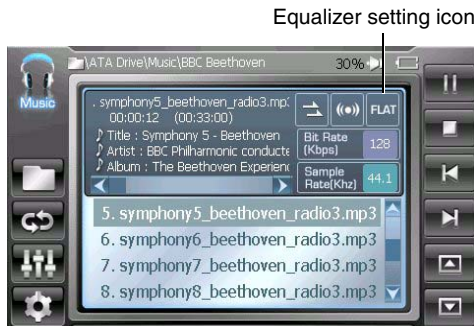 Equalizer setting icon
\ATA Drive\Music\BBC Beethoven 30%
Music
. symphony5_beethoven_radio3.mp
00:00:12 (00:33:00)
Title : Symphony 5 - Beethoven
Artist : BBC Philharmonic conducte
Album : The Beethoven Experienc
FLAT
Bit Rate (Kbps) 128
Sample Rate(Khz) 44.1
5. symphony5_beethoven_radio3.mp3
6. symphony6_beethoven_radio3.mp3
7. symphony7_beethoven_radio3.mp3
8. symphony8_beethoven_radio3.mp3